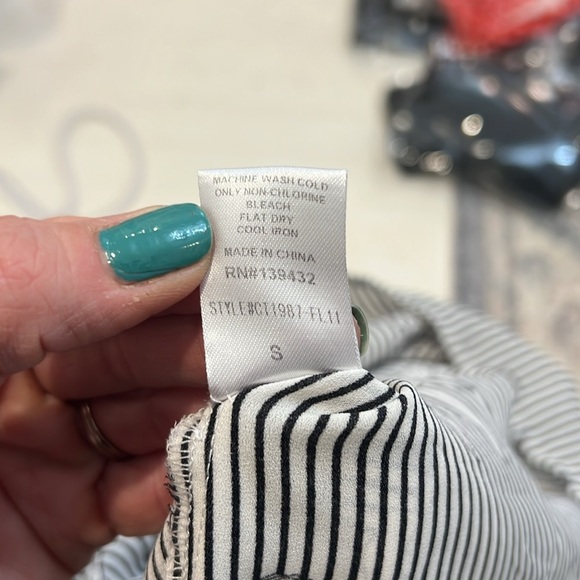 MACHINE WASH COLD
ONLY NON-CHLORINE
BLEACH
FLAT DRY
COOL IRON
MADE IN CHINA
RN#139432
STYLE#CT1987-FL11
S